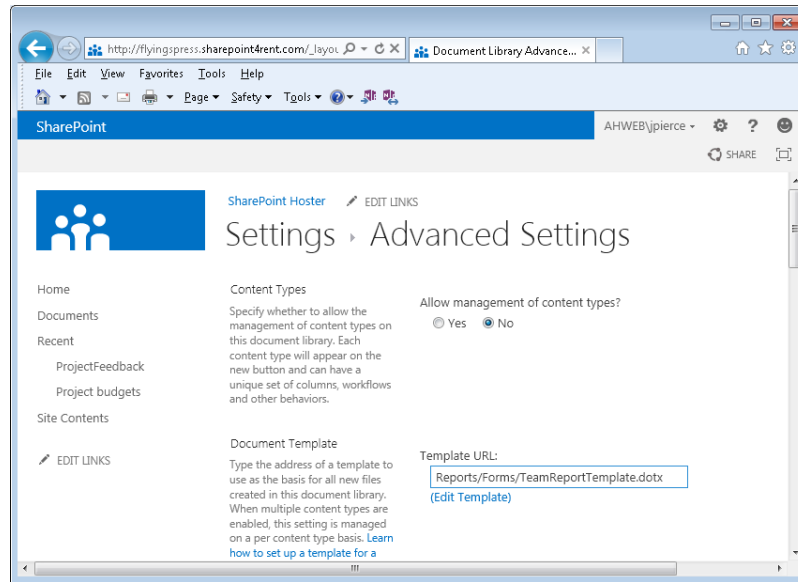 http://flyingspress.sharepoint4rent.com/_layou
Document Library Advance...
File Edit View Favorites Tools Help
Page Safety Tools
SharePoint
AHWEB\jpierce
SHARE
SharePoint Hoster
EDIT LINKS
Settings Advanced Settings
Home
Documents
Recent
ProjectFeedback
Project budgets
Site Contents
EDIT LINKS
Content Types
Specify whether to allow the
management of content types on
this document library. Each
content type will appear on the
new button and can have a
unique set of columns, workflows
and other behaviors.
Allow management of content types?
Yes No
Document Template
Type the address of a template to
use as the basis for all new files
created in this document library.
When multiple content types are
enabled, this setting is managed
on a per content type basis. Learn
how to set up a template for a
Template URL:
Reports/Forms/TeamReportTemplate.dotx
(Edit Template)